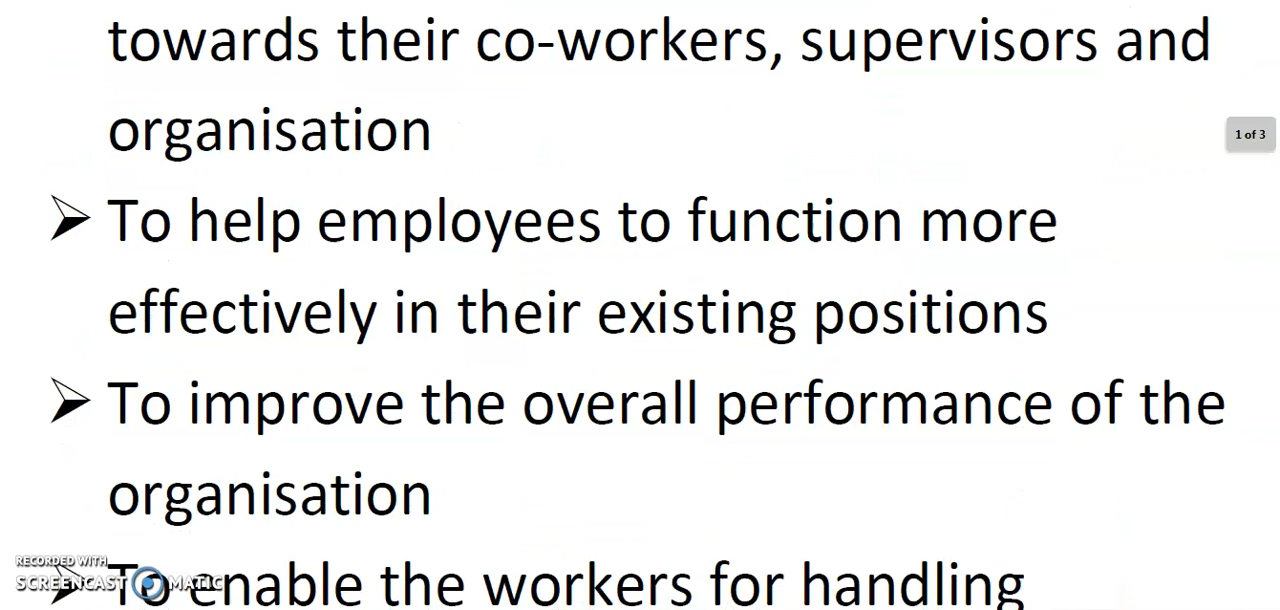 towards their co-workers, supervisors and
organisation
1 of 3
➢ To help employees to function more
effectively in their existing positions
➢ To improve the overall performance of the
organisation
➢ To enable the workers for handling
RECORDED WITH
SCREENCAST MATIC